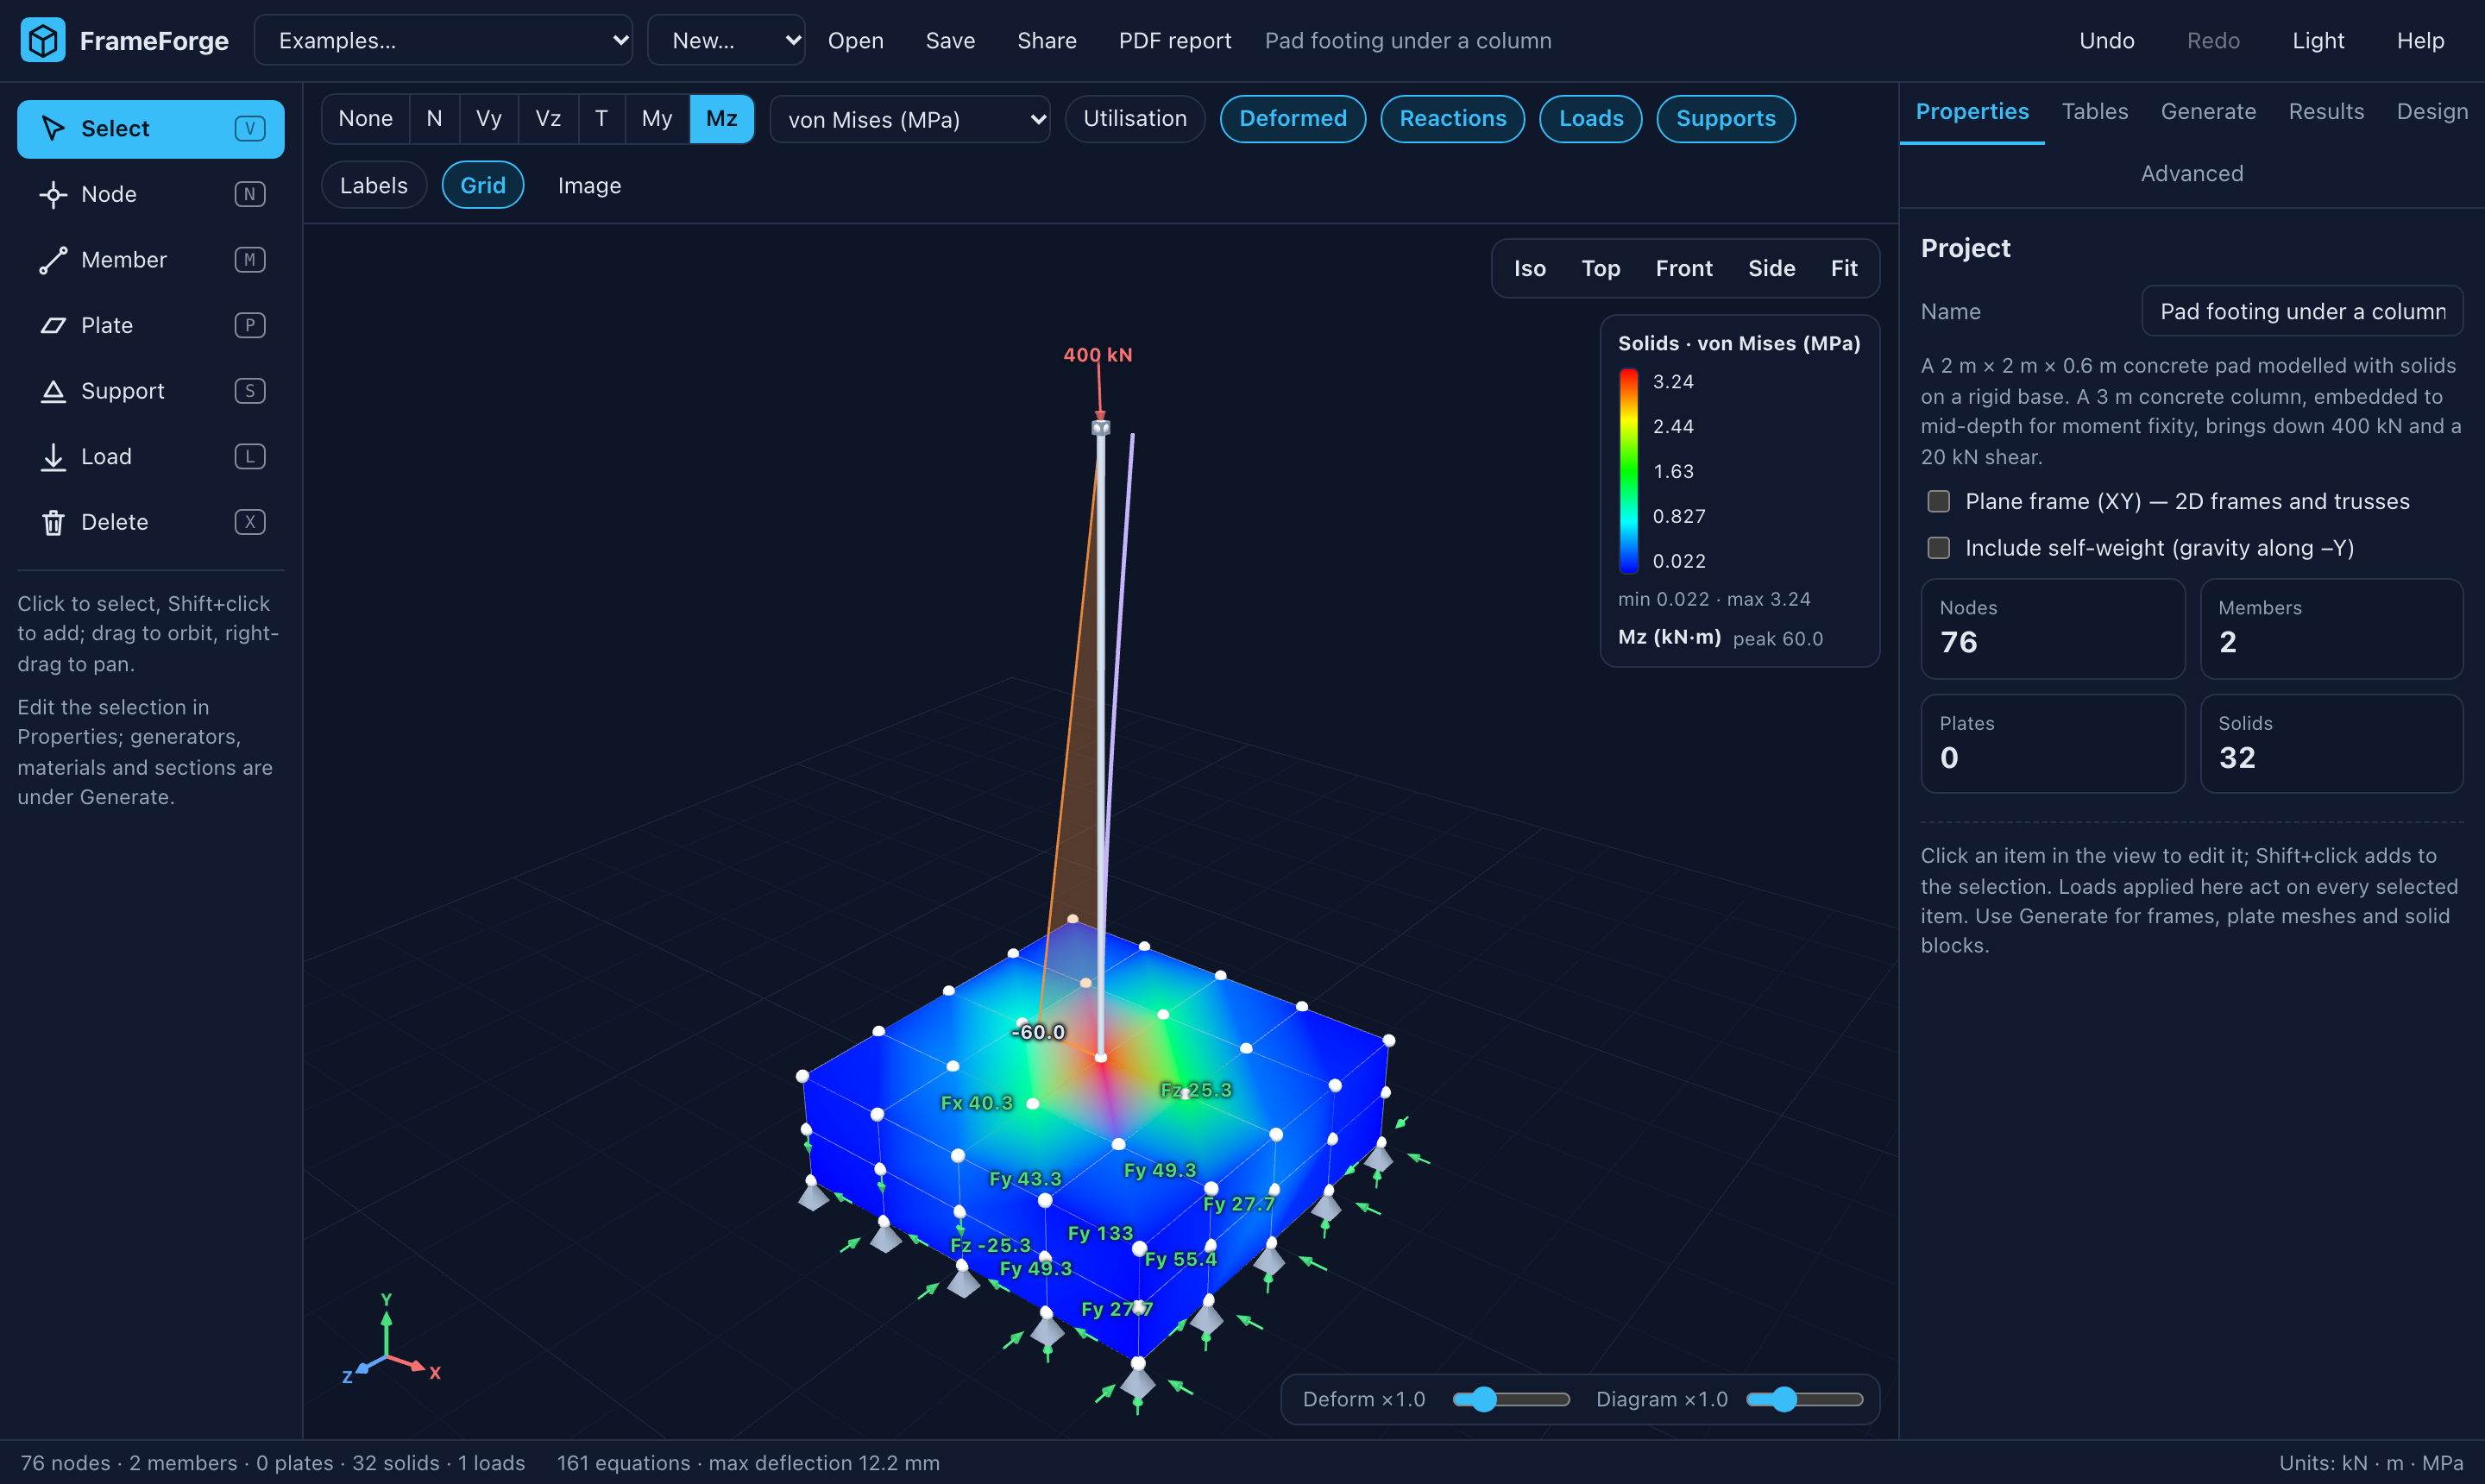 FrameForge
Examples...
New...
Open
Save
Share
PDF report
Pad footing under a column
Undo
Redo
Light
Help
Select V
Node N
Member M
Plate P
Support S
Load L
Delete X
Click to select, Shift+click
to add; drag to orbit, right-
drag to pan.
Edit the selection in
Properties; generators,
materials and sections are
under Generate.
None
N
Vy
Vz
T
My
Mz
von Mises (MPa)
Utilisation
Deformed
Reactions
Loads
Supports
Labels
Grid
Image
Iso
Top
Front
Side
Fit
Solids · von Mises (MPa)
3.24
2.44
1.63
0.827
0.022
min 0.022 · max 3.24
Mz (kN·m) peak 60.0
400 kN
-60.0
Fx 40.3
Fz 25.3
Fy 43.3
Fy 49.3
Fy 27.7
Fy 133
Fz -25.3
Fy 55.4
Fy 49.3
Fy 27.7
Y
Z
X
Deform ×1.0
Diagram ×1.0
Properties
Tables
Generate
Results
Design
Advanced
Project
Name
Pad footing under a column
A 2 m × 2 m × 0.6 m concrete pad modelled with solids
on a rigid base. A 3 m concrete column, embedded to
mid-depth for moment fixity, brings down 400 kN and a
20 kN shear.
Plane frame (XY) — 2D frames and trusses
Include self-weight (gravity along −Y)
Nodes
76
Members
2
Plates
0
Solids
32
Click an item in the view to edit it; Shift+click adds to
the selection. Loads applied here act on every selected
item. Use Generate for frames, plate meshes and solid
blocks.
76 nodes · 2 members · 0 plates · 32 solids · 1 loads
161 equations · max deflection 12.2 mm
Units: kN · m · MPa